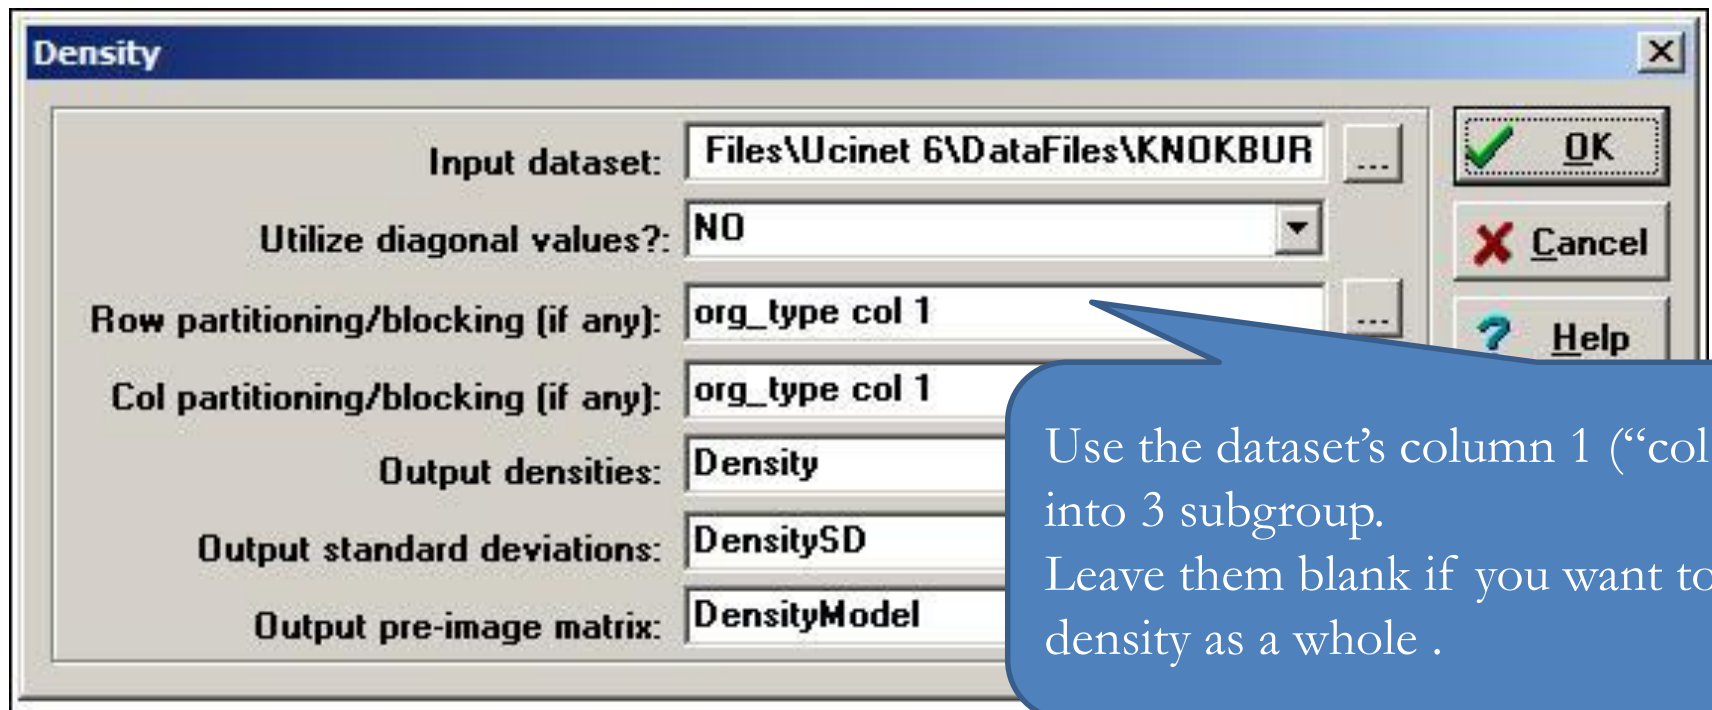 Density
Input dataset: Files\Ucinet 6\DataFiles\KNOKBUR ...
OK
Utilize diagonal values?: NO
Cancel
Row partitioning/blocking (if any): org_type col 1 ...
Help
Col partitioning/blocking (if any): org_type col 1
Output densities: Density
Output standard deviations: DensitySD
Output pre-image matrix: DensityModel
Use the dataset’s column 1 (“col
into 3 subgroup.
Leave them blank if you want to
density as a whole .